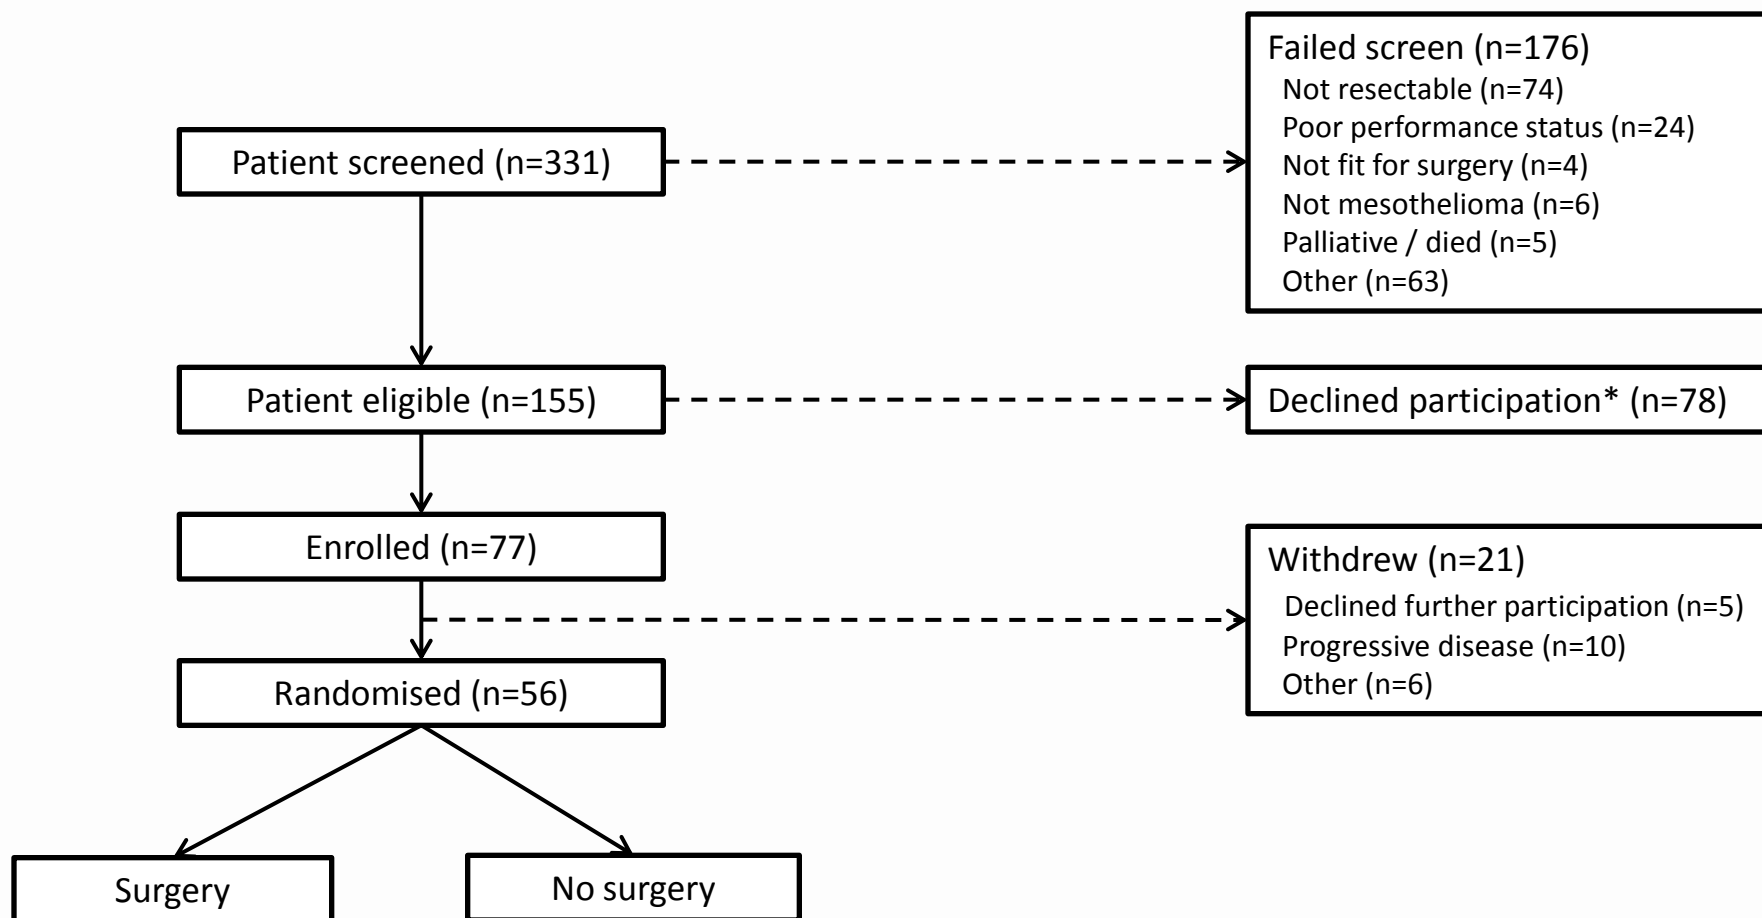 Patient screened (n=331)
Failed screen (n=176)
Not resectable (n=74)
Poor performance status (n=24)
Not fit for surgery (n=4)
Not mesothelioma (n=6)
Palliative / died (n=5)
Other (n=63)
Patient eligible (n=155)
Declined participation* (n=78)
Enrolled (n=77)
Withdrew (n=21)
Declined further participation (n=5)
Progressive disease (n=10)
Other (n=6)
Randomised (n=56)
Surgery
No surgery